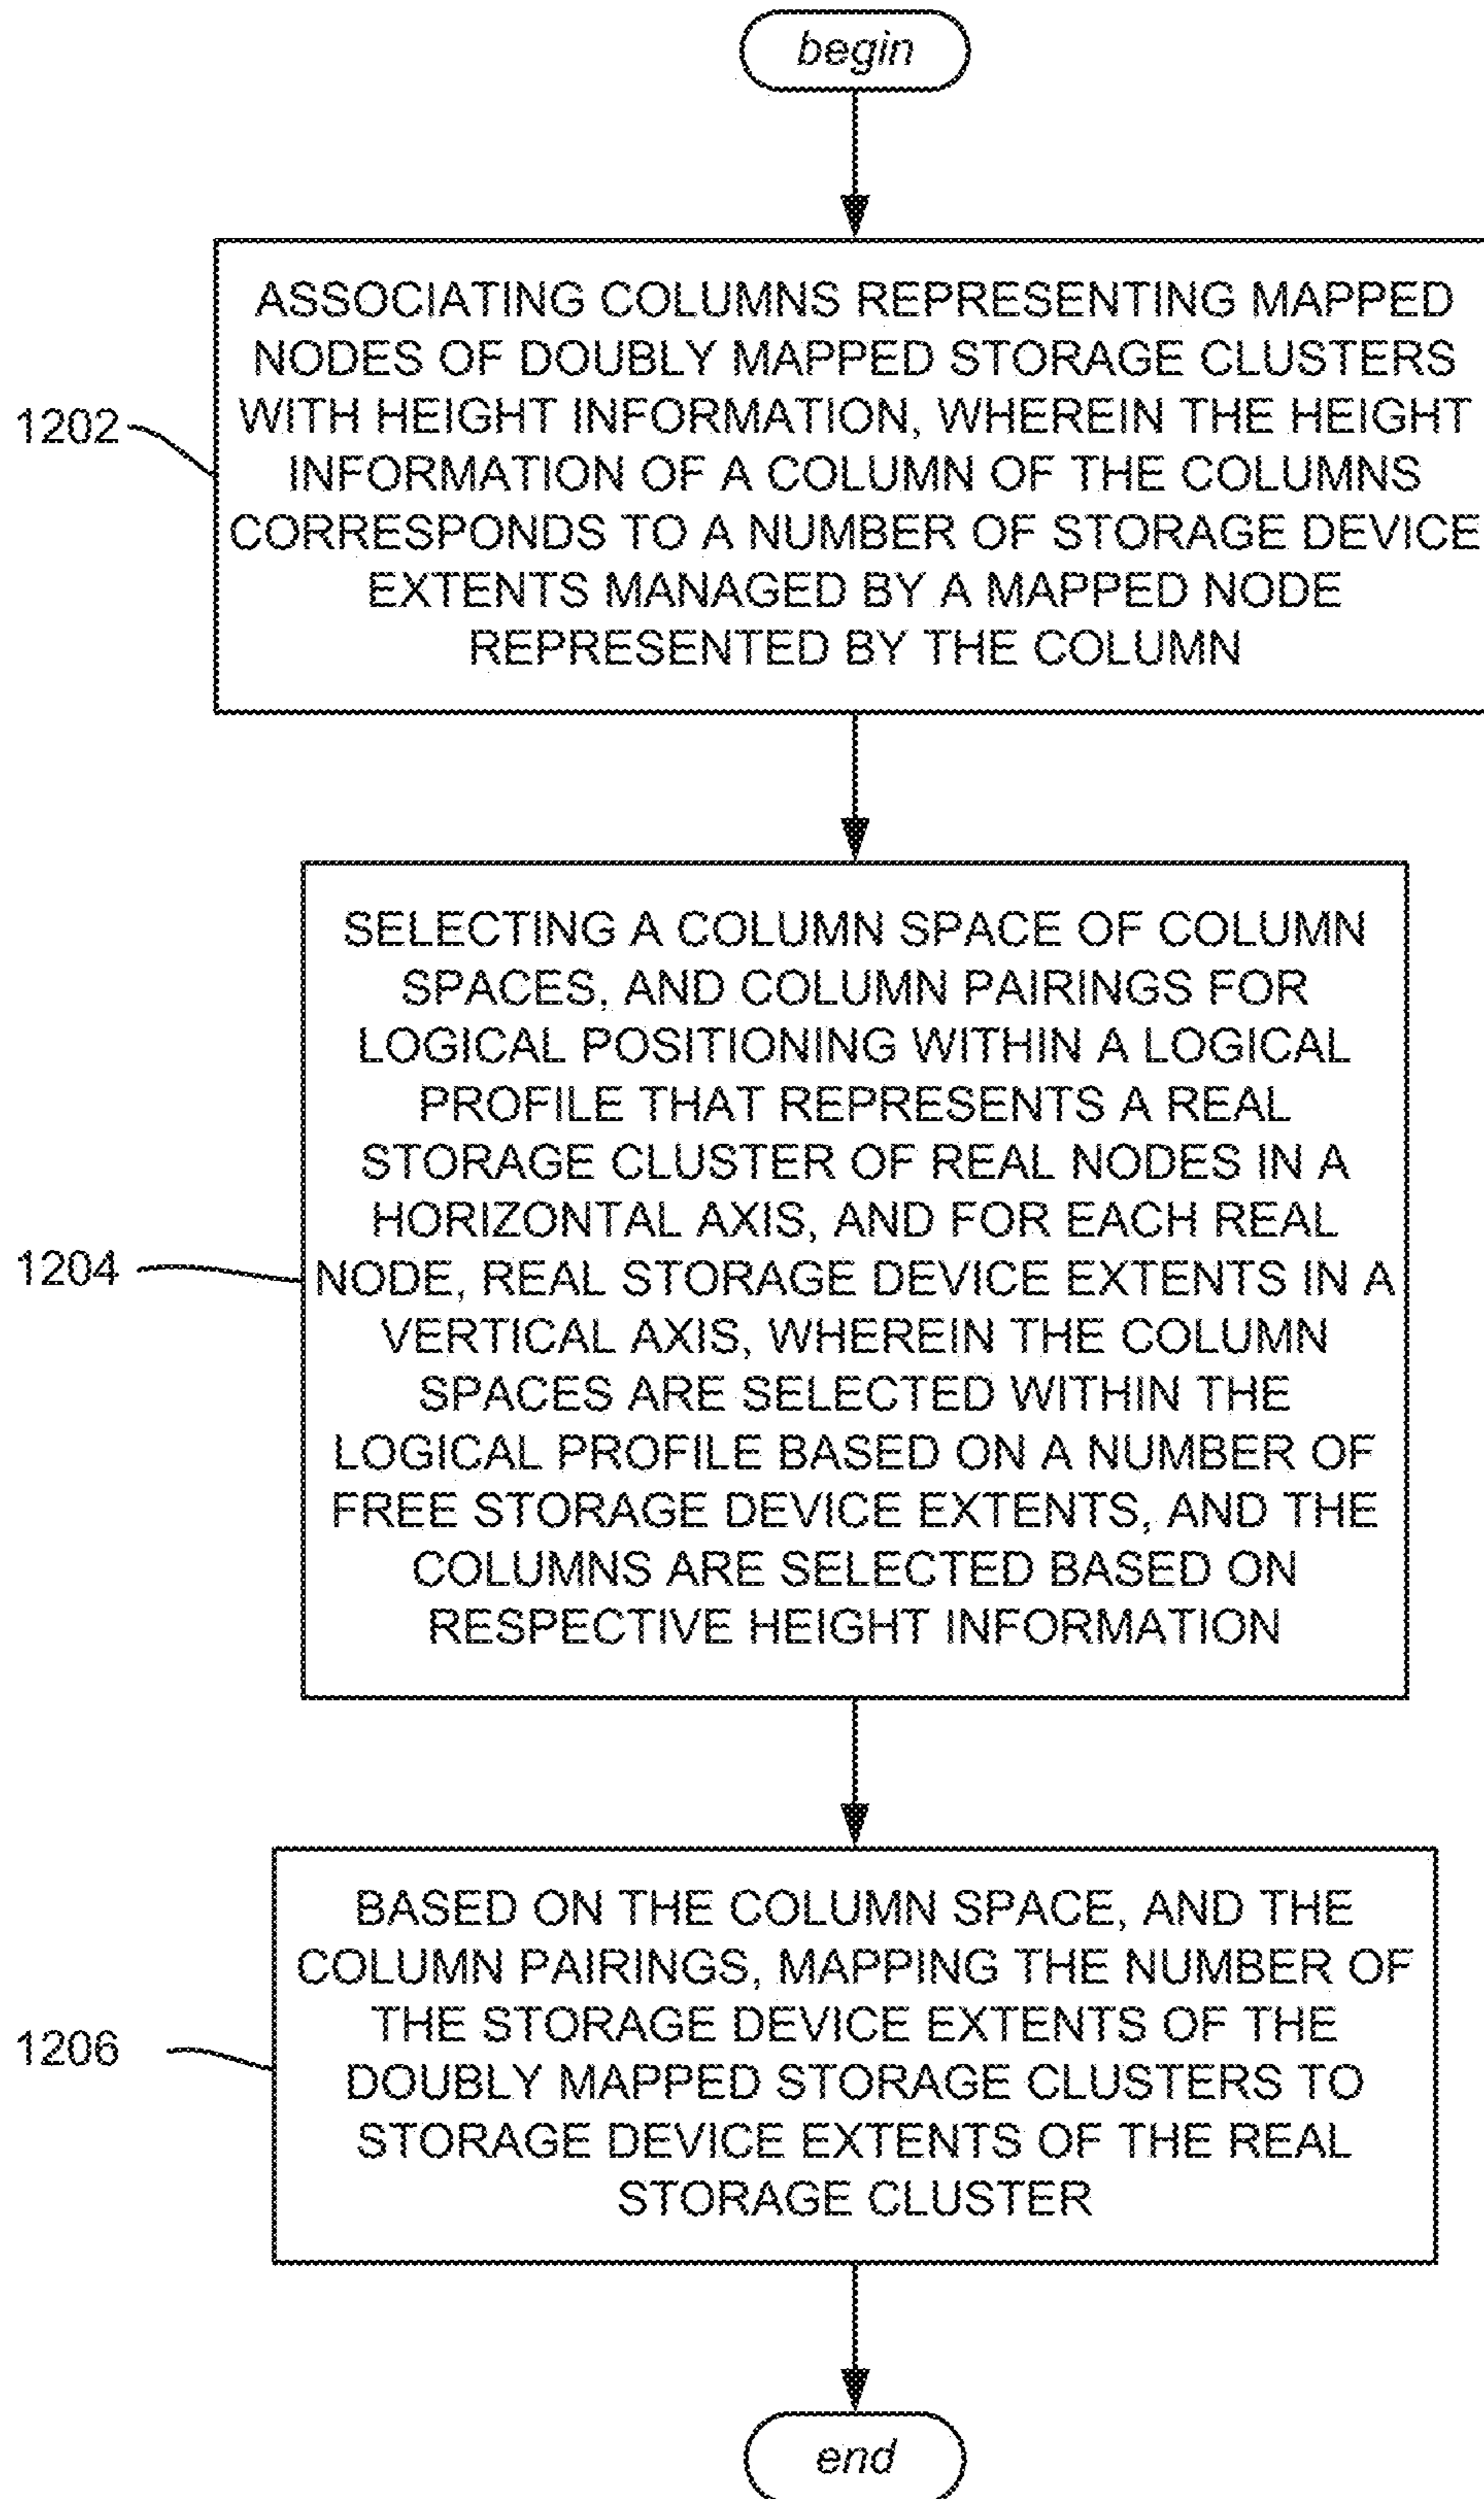 begin
ASSOCIATING COLUMNS REPRESENTING MAPPED
NODES OF DOUBLY MAPPED STORAGE CLUSTERS
WITH HEIGHT INFORMATION, WHEREIN THE HEIGHT
INFORMATION OF A COLUMN OF THE COLUMNS
CORRESPONDS TO A NUMBER OF STORAGE DEVICE
EXTENTS MANAGED BY A MAPPED NODE
REPRESENTED BY THE COLUMN
1202
SELECTING A COLUMN SPACE OF COLUMN
SPACES, AND COLUMN PAIRINGS FOR
LOGICAL POSITIONING WITHIN A LOGICAL
PROFILE THAT REPRESENTS A REAL
STORAGE CLUSTER OF REAL NODES IN A
HORIZONTAL AXIS, AND FOR EACH REAL
NODE, REAL STORAGE DEVICE EXTENTS IN A
VERTICAL AXIS, WHEREIN THE COLUMN
SPACES ARE SELECTED WITHIN THE
LOGICAL PROFILE BASED ON A NUMBER OF
FREE STORAGE DEVICE EXTENTS, AND THE
COLUMNS ARE SELECTED BASED ON
RESPECTIVE HEIGHT INFORMATION
1204
BASED ON THE COLUMN SPACE, AND THE
COLUMN PAIRINGS, MAPPING THE NUMBER OF
THE STORAGE DEVICE EXTENTS OF THE
DOUBLY MAPPED STORAGE CLUSTERS TO
STORAGE DEVICE EXTENTS OF THE REAL
STORAGE CLUSTER
1206
end